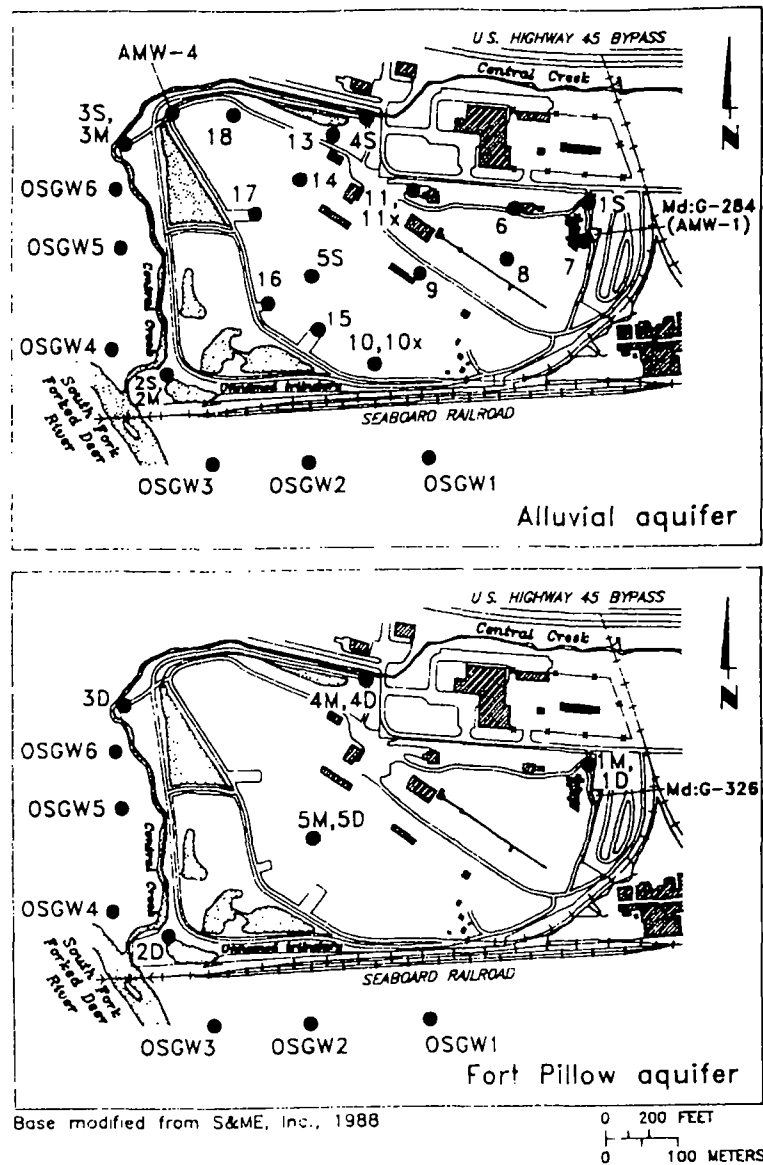 U.S. HIGHWAY 45 BYPASS
AMW-4
Central Creek
3S,
3M
18
13
4S
N
OSGW6
14
17
11,
11x
6
1S
Md:G-284
(AMW-1)
OSGW5
5S
8
7
9
16
Central Creek
15
OSGW4
10,10x
2S,
2M
Unnamed tributary
South Fork
Forked Deer
River
SEABOARD RAILROAD
OSGW3
OSGW2
OSGW1
Alluvial aquifer
U.S. HIGHWAY 45 BYPASS
Central Creek
3D
4M,4D
N
OSGW6
1M,
1D
Md:G-326
OSGW5
5M,5D
Central Creek
OSGW4
2D
Unnamed tributary
South Fork
Forked Deer
River
SEABOARD RAILROAD
OSGW3
OSGW2
OSGW1
Fort Pillow aquifer
Base modified from S&ME, Inc., 1988
0 200 FEET
0 100 METERS